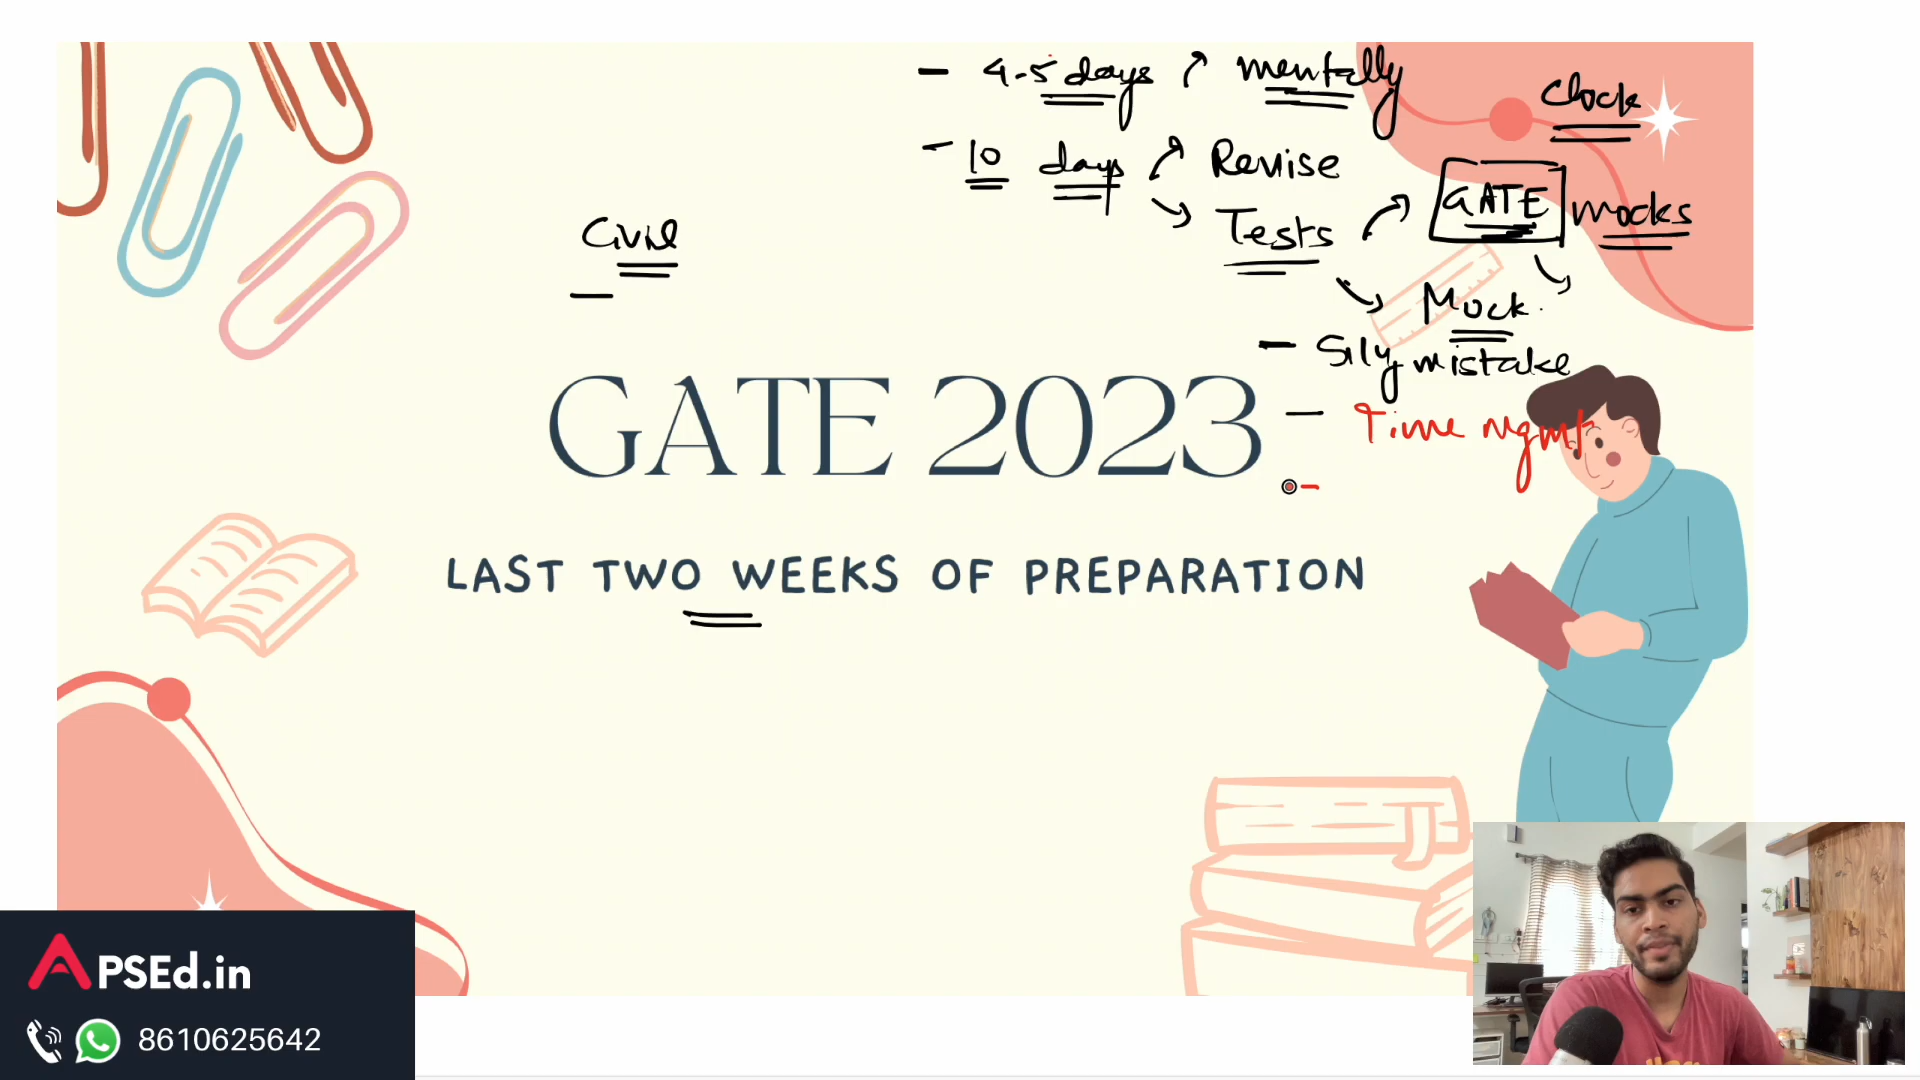 - 4-5 days mentally
Clock
- 10 days Revise
GATE mocks
Tests
Civil
Mock.
- Silly mistake
GATE 2023
- Time mgmt
-
LAST TWO WEEKS OF PREPARATION
APSEd.in
8610625642